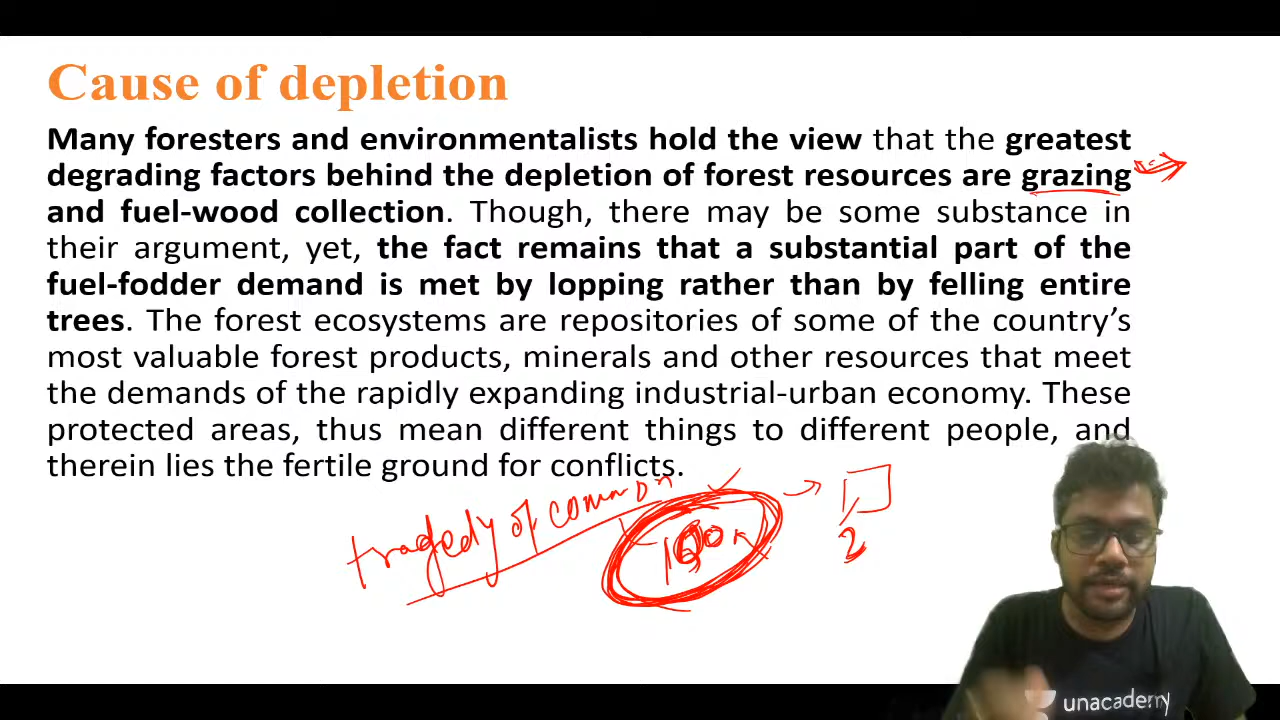 Cause of depletion
Many foresters and environmentalists hold the view that the greatest
degrading factors behind the depletion of forest resources are grazing
and fuel-wood collection. Though, there may be some substance in
their argument, yet, the fact remains that a substantial part of the
fuel-fodder demand is met by lopping rather than by felling entire
trees. The forest ecosystems are repositories of some of the country’s
most valuable forest products, minerals and other resources that meet
the demands of the rapidly expanding industrial-urban economy. These
protected areas, thus mean different things to different people, and
therein lies the fertile ground for conflicts.
tragedy of common
2
unacademy